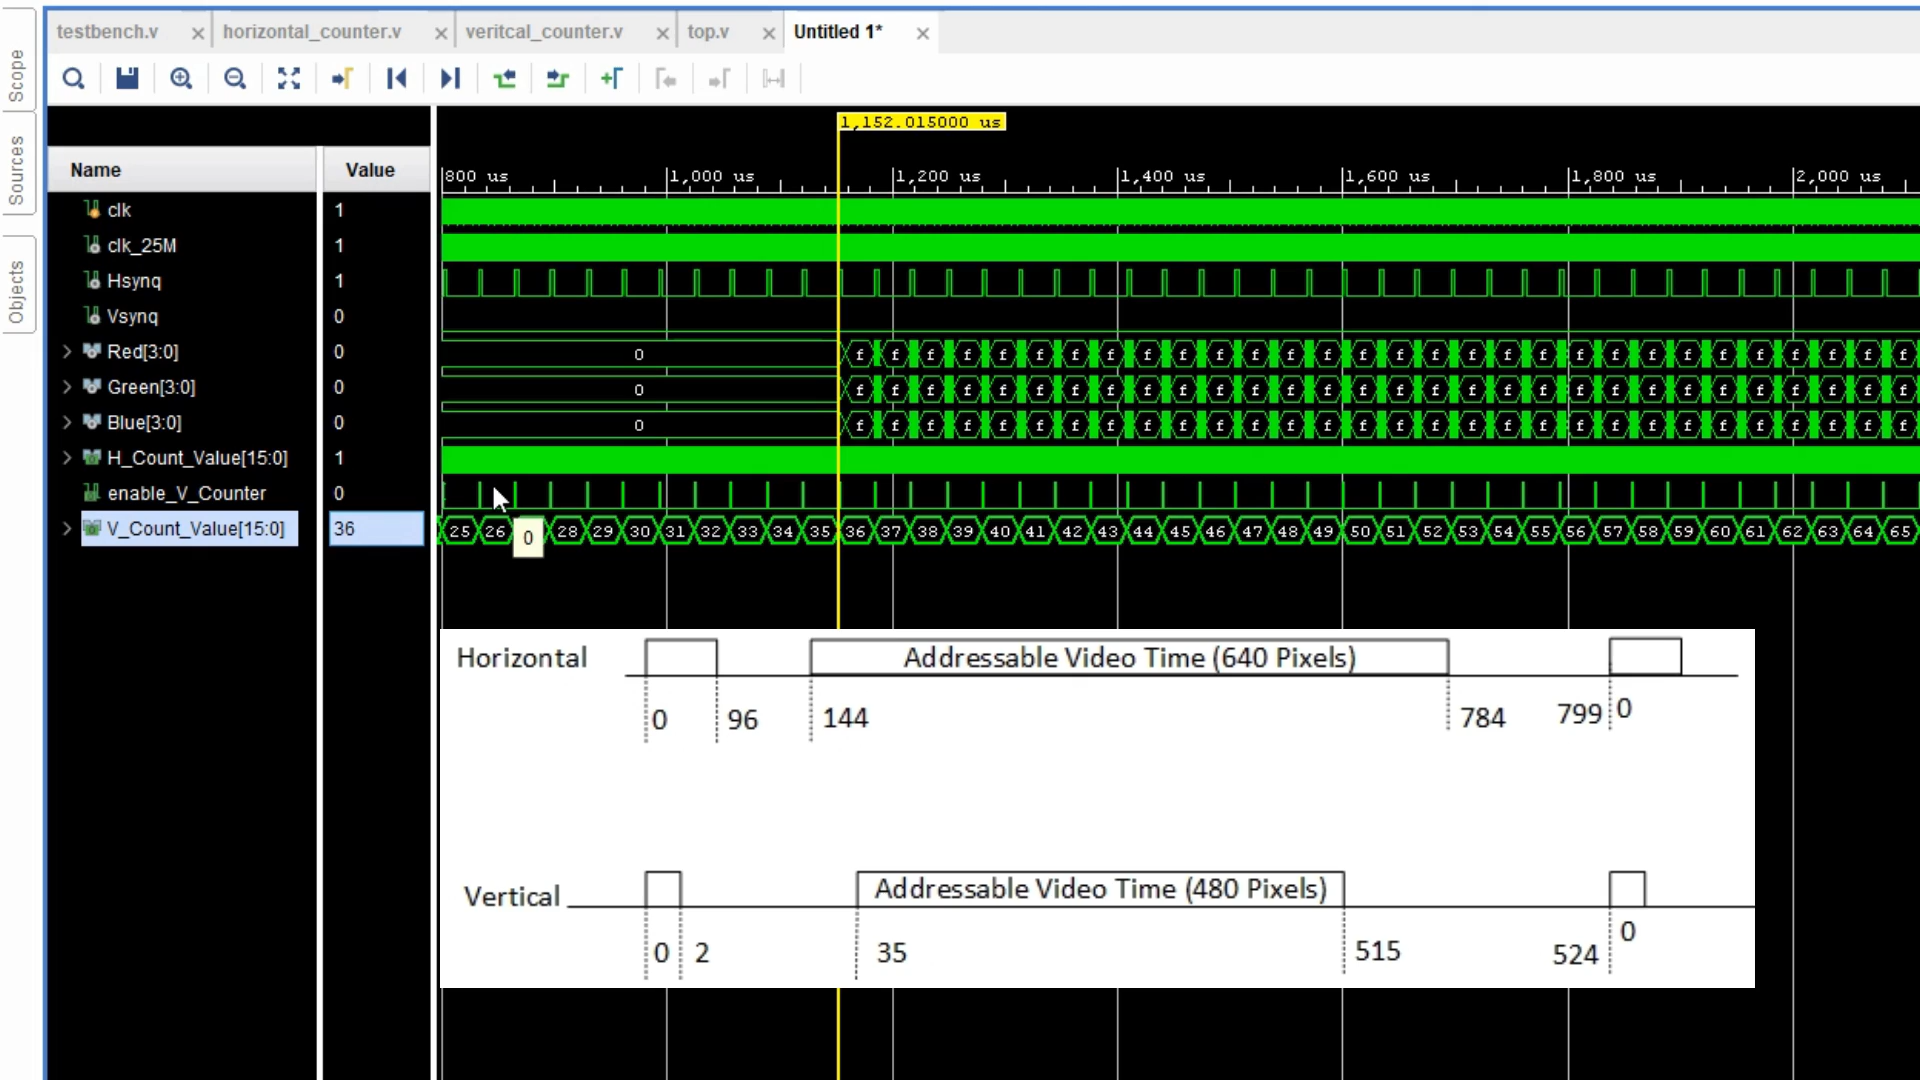 testbench.v × horizontal_counter.v × veritcal_counter.v × top.v × Untitled 1* ×
Scope
Sources
Objects
1,152.015000 us
Name Value
800 us 1,000 us 1,200 us 1,400 us 1,600 us 1,800 us 2,000 us
clk 1
clk_25M 1
Hsynq 1
Vsynq 0
Red[3:0] 0 0 f f f f f f f f f f f f f f f f f f f f f f f f f f f f f f
Green[3:0] 0 0 f f f f f f f f f f f f f f f f f f f f f f f f f f f f f f
Blue[3:0] 0 0 f f f f f f f f f f f f f f f f f f f f f f f f f f f f f f
H_Count_Value[15:0] 1
enable_V_Counter 0
V_Count_Value[15:0] 36 25 26 0 28 29 30 31 32 33 34 35 36 37 38 39 40 41 42 43 44 45 46 47 48 49 50 51 52 53 54 55 56 57 58 59 60 61 62 63 64 65
Horizontal Addressable Video Time (640 Pixels)
0 96 144 784 799 0
Vertical Addressable Video Time (480 Pixels)
0 2 35 515 524 0